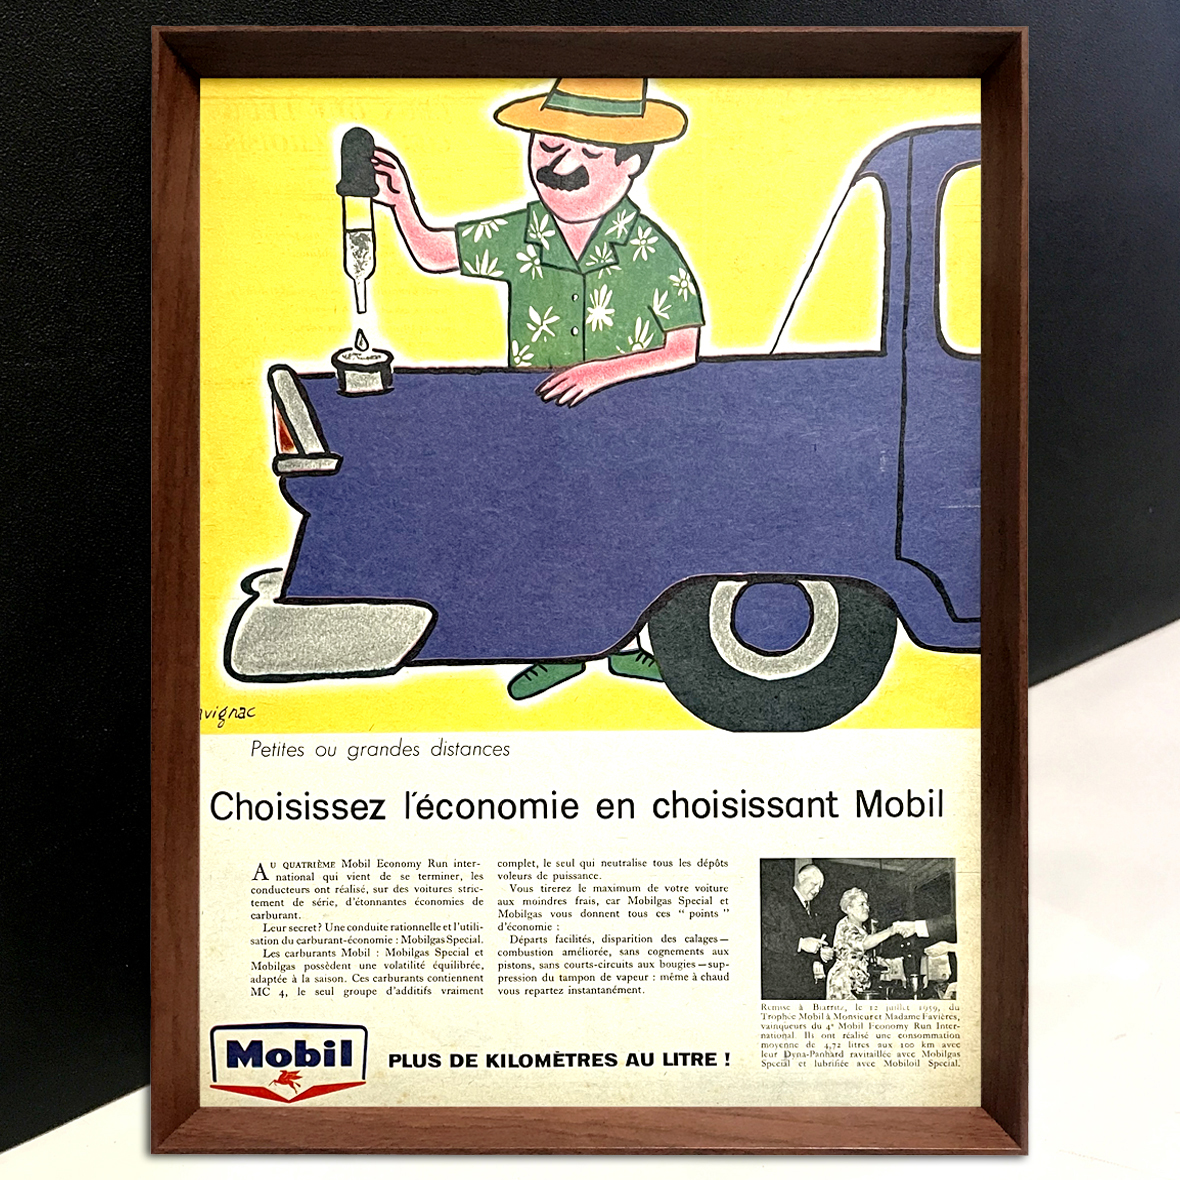 avignac
Petites ou grandes distances
Choisissez l'économie en choisissant Mobil
AU QUATRIÈME Mobil Economy Run inter-
national qui vient de se terminer, les
conducteurs ont réalisé, sur des voitures stric-
tement de série, d'étonnantes économies de
carburant.
Leur secret? Une conduite rationnelle et l'utili-
sation du carburant-économie : Mobilgas Special.
Les carburants Mobil : Mobilgas Special et
Mobilgas possèdent une volatilité équilibrée,
adaptée à la saison. Ces carburants contiennent
MC 4, le seul groupe d'additifs vraiment
complet, le seul qui neutralise tous les dépôts
voleurs de puissance.
Vous tirerez le maximum de votre voiture
aux moindres frais, car Mobilgas Special et
Mobilgas vous donnent tous ces " points "
d'économie :
Départs facilités, disparition des calages —
combustion améliorée, sans cognements aux
pistons, sans courts-circuits aux bougies — sup-
pression du tampon de vapeur : même à chaud
vous repartez instantanément.
Remise à Biarritz, le 12 juillet 1959, du
Trophée Mobil à Monsieur et Madame Favières,
vainqueurs du 4e Mobil Economy Run Inter-
national. Ils ont réalisé une consommation
moyenne de 4,72 litres aux 100 km avec
leur Dyna-Panhard ravitaillée avec Mobilgas
Special et lubrifiée avec Mobiloil Special.
Mobil
PLUS DE KILOMÈTRES AU LITRE !